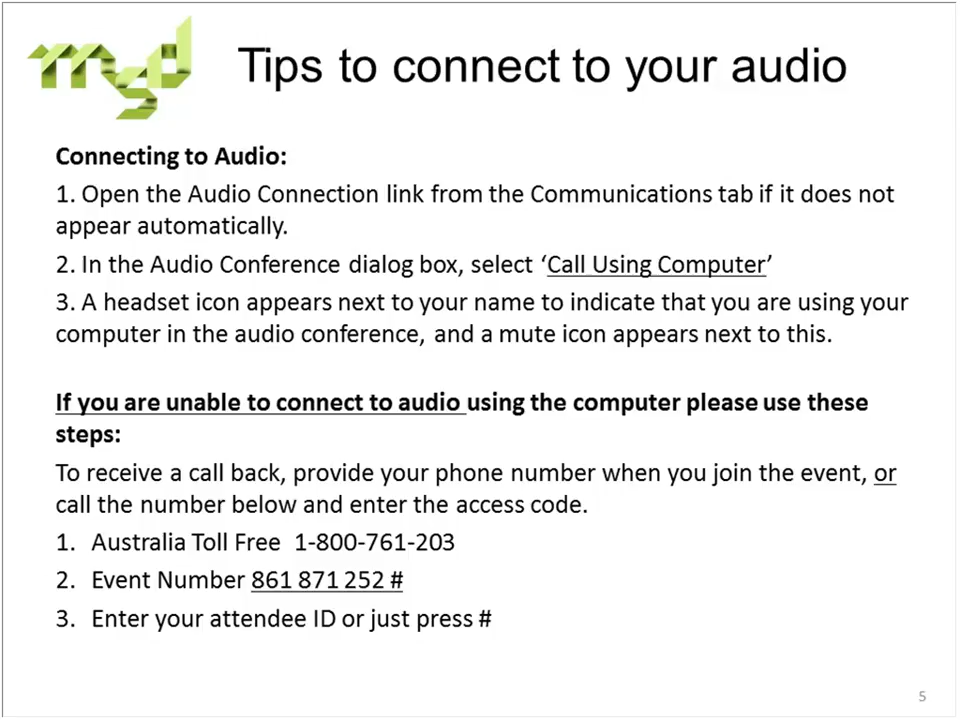 mgd
Tips to connect to your audio
Connecting to Audio:
1. Open the Audio Connection link from the Communications tab if it does not
appear automatically.
2. In the Audio Conference dialog box, select ‘Call Using Computer’
3. A headset icon appears next to your name to indicate that you are using your
computer in the audio conference, and a mute icon appears next to this.
If you are unable to connect to audio using the computer please use these
steps:
To receive a call back, provide your phone number when you join the event, or
call the number below and enter the access code.
1. Australia Toll Free 1-800-761-203
2. Event Number 861 871 252 #
3. Enter your attendee ID or just press #
5